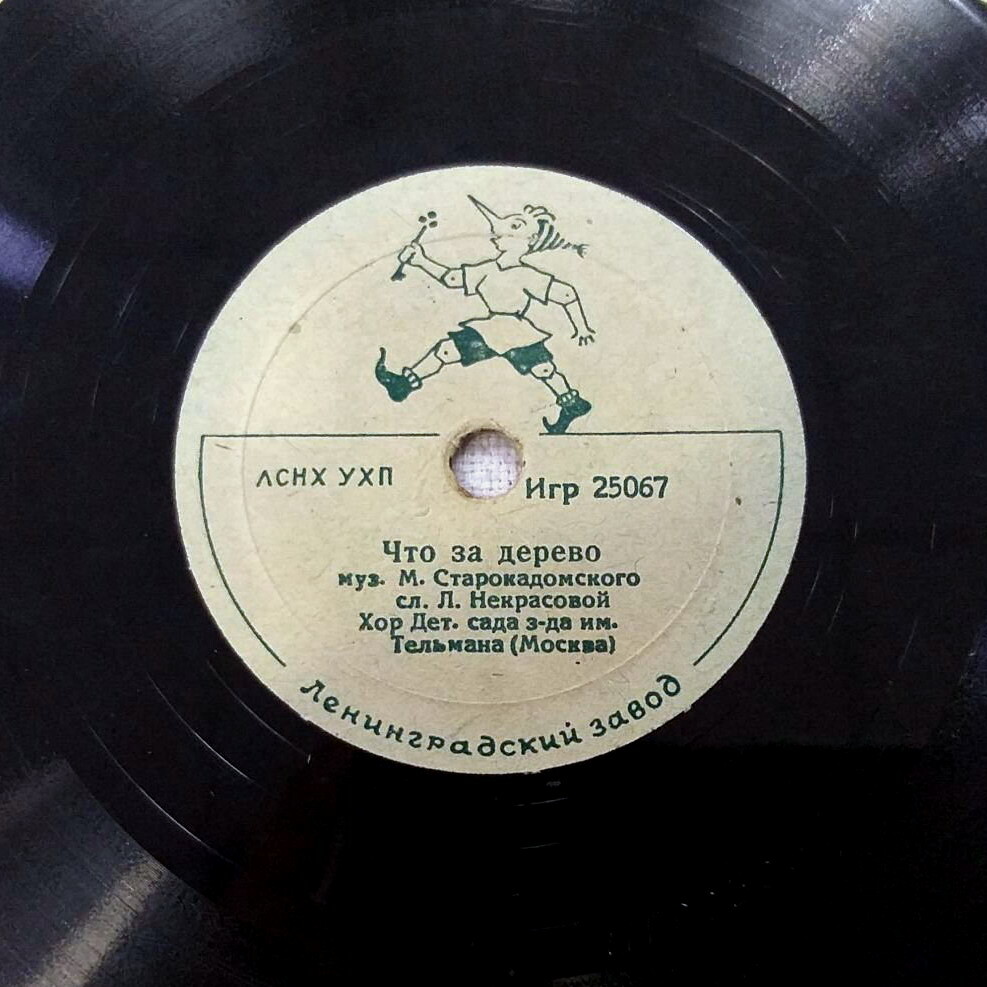 ЛСНХ УХП
Игр 25067
Что за дерево
муз. М. Старокадомского
сл. Л. Некрасовой
Хор Дет. сада з-да им.
Тельмана (Москва)
Ленинградский завод